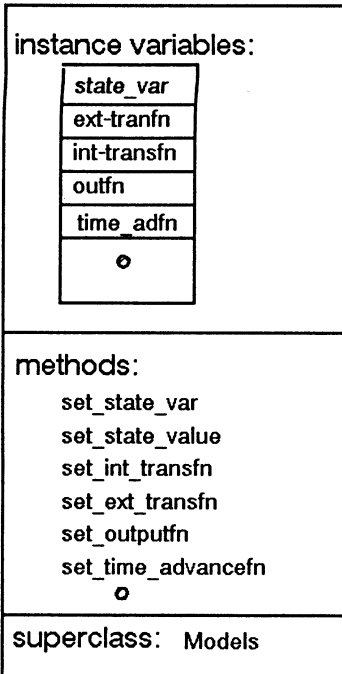 instance variables:
state_var
ext-tranfn
int-transfn
outfn
time_adfn
methods:
set_state_var
set_state_value
set_int_transfn
set_ext_transfn
set_outputfn
set_time_advancefn
superclass: Models